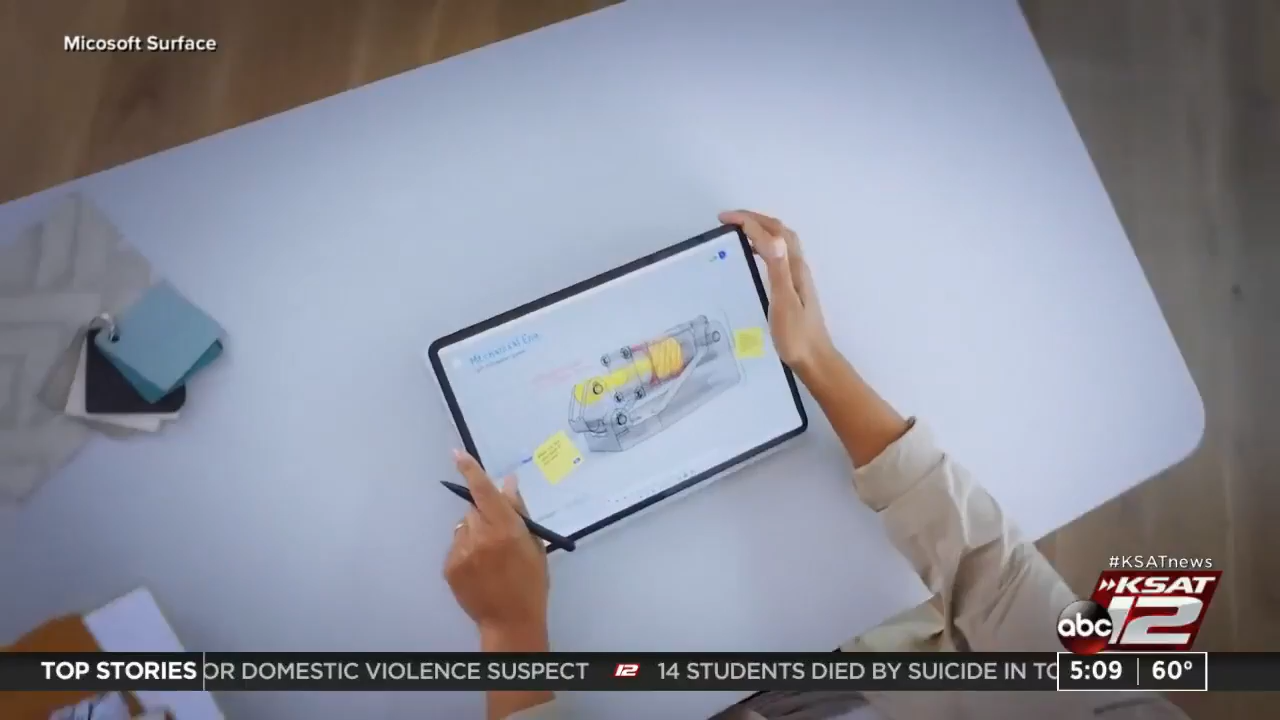 Micosoft Surface
#KSATnews
KSAT
abc 12
TOP STORIES OR DOMESTIC VIOLENCE SUSPECT 12 14 STUDENTS DIED BY SUICIDE IN TO 5:09 60°